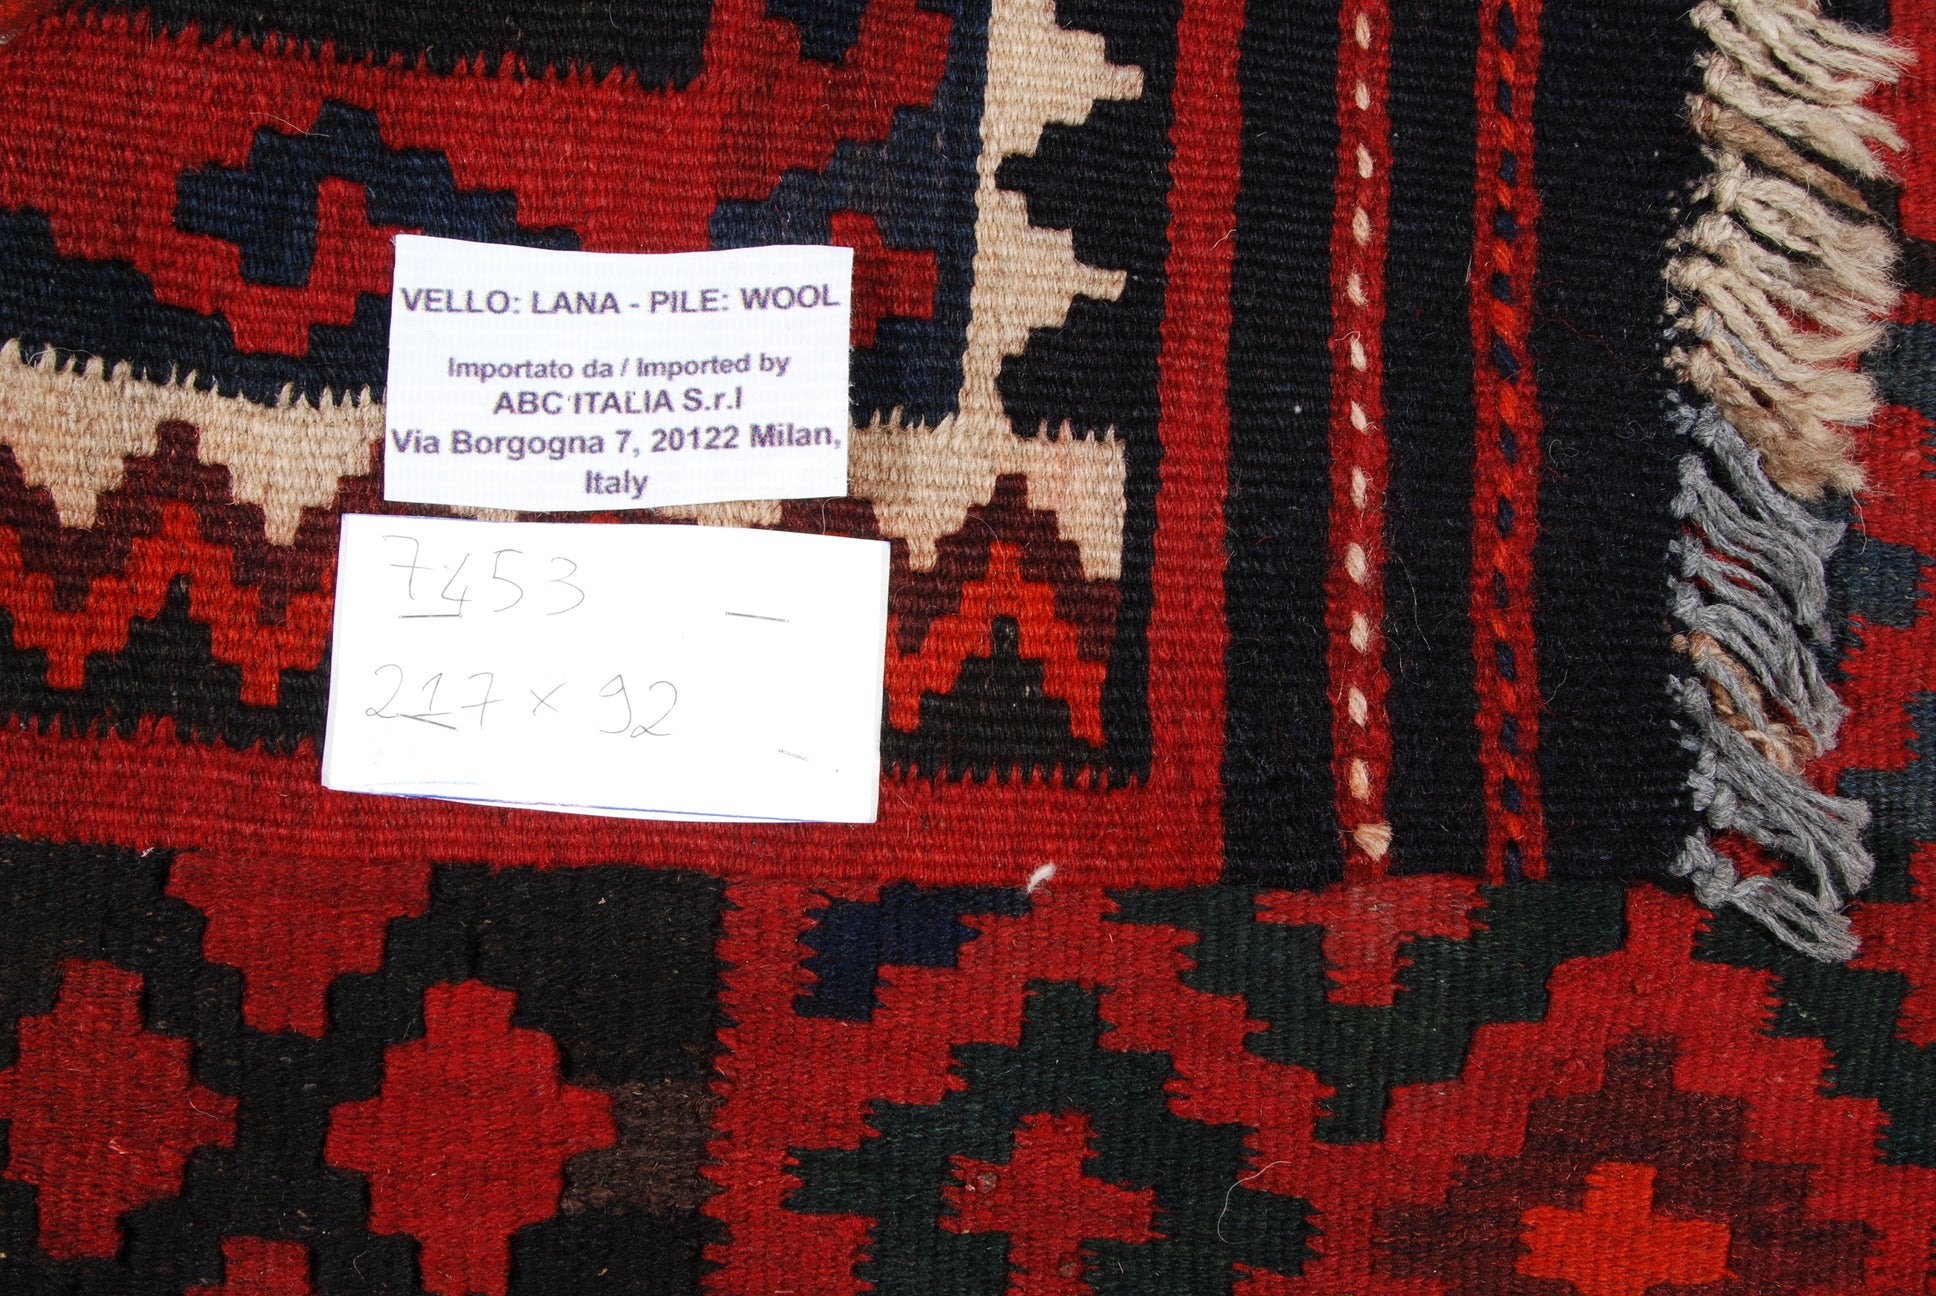 VELLO: LANA - PILE: WOOL
Importato da / Imported by
ABC ITALIA S.r.l
Via Borgogna 7, 20122 Milan,
Italy
7453
217 x 92